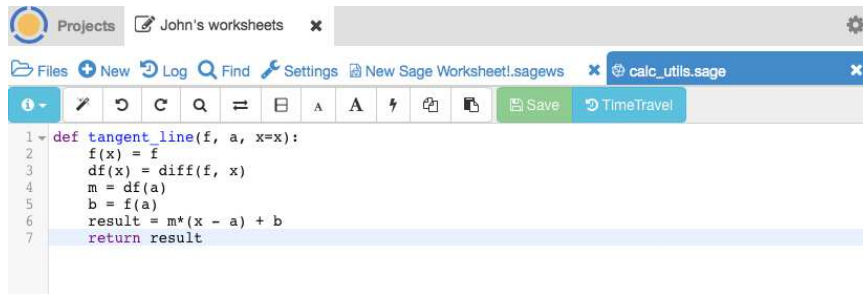 Projects John's worksheets
Files New Log Find Settings New Sage Worksheet!.sagews calc_utils.sage
A A Save TimeTravel
1 def tangent_line(f, a, x=x):
2 f(x) = f
3 df(x) = diff(f, x)
4 m = df(a)
5 b = f(a)
6 result = m*(x - a) + b
7 return result